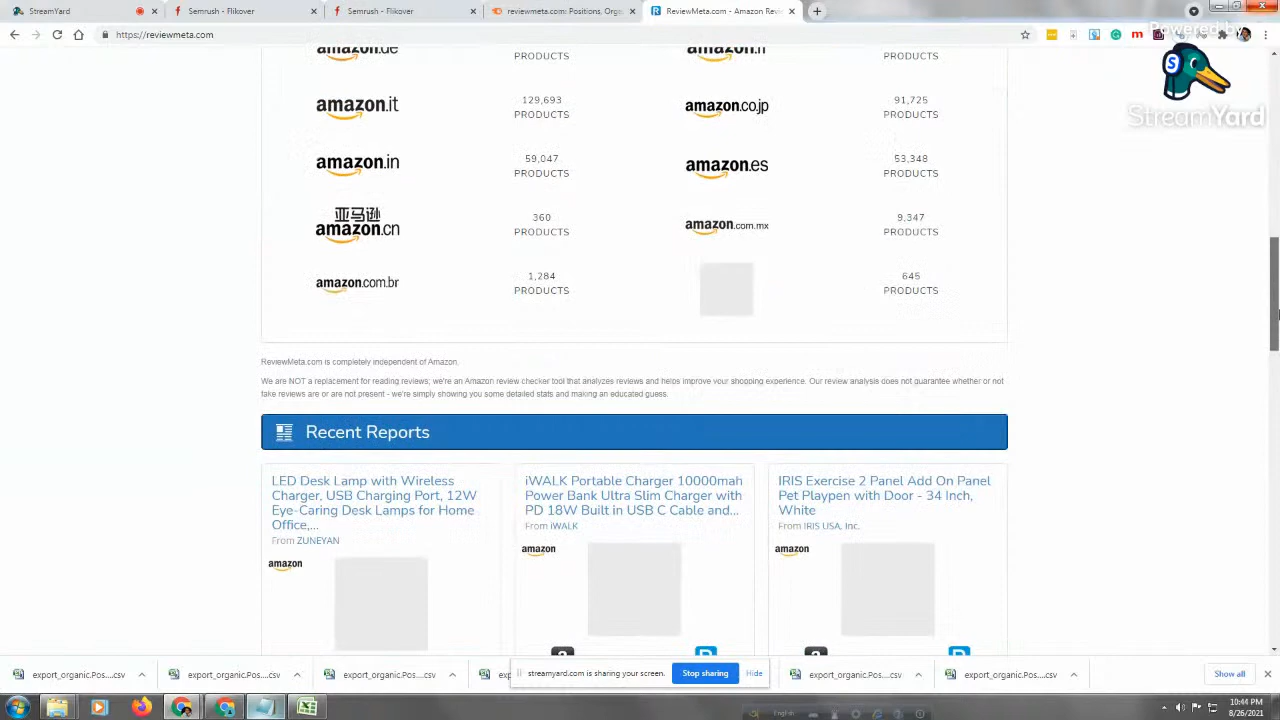 StreamYard
Semrush - Flikover
Semrush - Flikover
reviewmeta.com: Positions, Orga
ReviewMeta.com - Amazon Revie
https://reviewmeta.com
Powered by
StreamYard
amazon.de
PRODUCTS
PRODUCTS
amazon.it
129,693
PRODUCTS
amazon.co.jp
91,725
PRODUCTS
amazon.in
59,047
PRODUCTS
amazon.es
53,348
PRODUCTS
亚马逊
amazon.cn
360
PRODUCTS
amazon.com.mx
9,347
PRODUCTS
amazon.com.br
1,284
PRODUCTS
645
PRODUCTS
ReviewMeta.com is completely independent of Amazon.
We are NOT a replacement for reading reviews; we're an Amazon review checker tool that analyzes reviews and helps improve your shopping experience. Our review analysis does not guarantee whether or not
fake reviews are or are not present - we're simply showing you some detailed stats and making an educated guess.
Recent Reports
LED Desk Lamp with Wireless
Charger, USB Charging Port, 12W
Eye-Caring Desk Lamps for Home
Office,...
From ZUNEYAN
amazon
iWALK Portable Charger 10000mah
Power Bank Ultra Slim Charger with
PD 18W Built in USB C Cable and...
From iWALK
amazon
IRIS Exercise 2 Panel Add On Panel
Pet Playpen with Door - 34 Inch,
White
From IRIS USA, Inc.
amazon
export_organic.Pos....csv
export_organic.Pos....csv
export_organic.Pos....csv
streamyard.com is sharing your screen.
Stop sharing
Hide
export_organic.Pos....csv
export_organic.Pos....csv
Show all
English
10:44 PM
8/26/2021